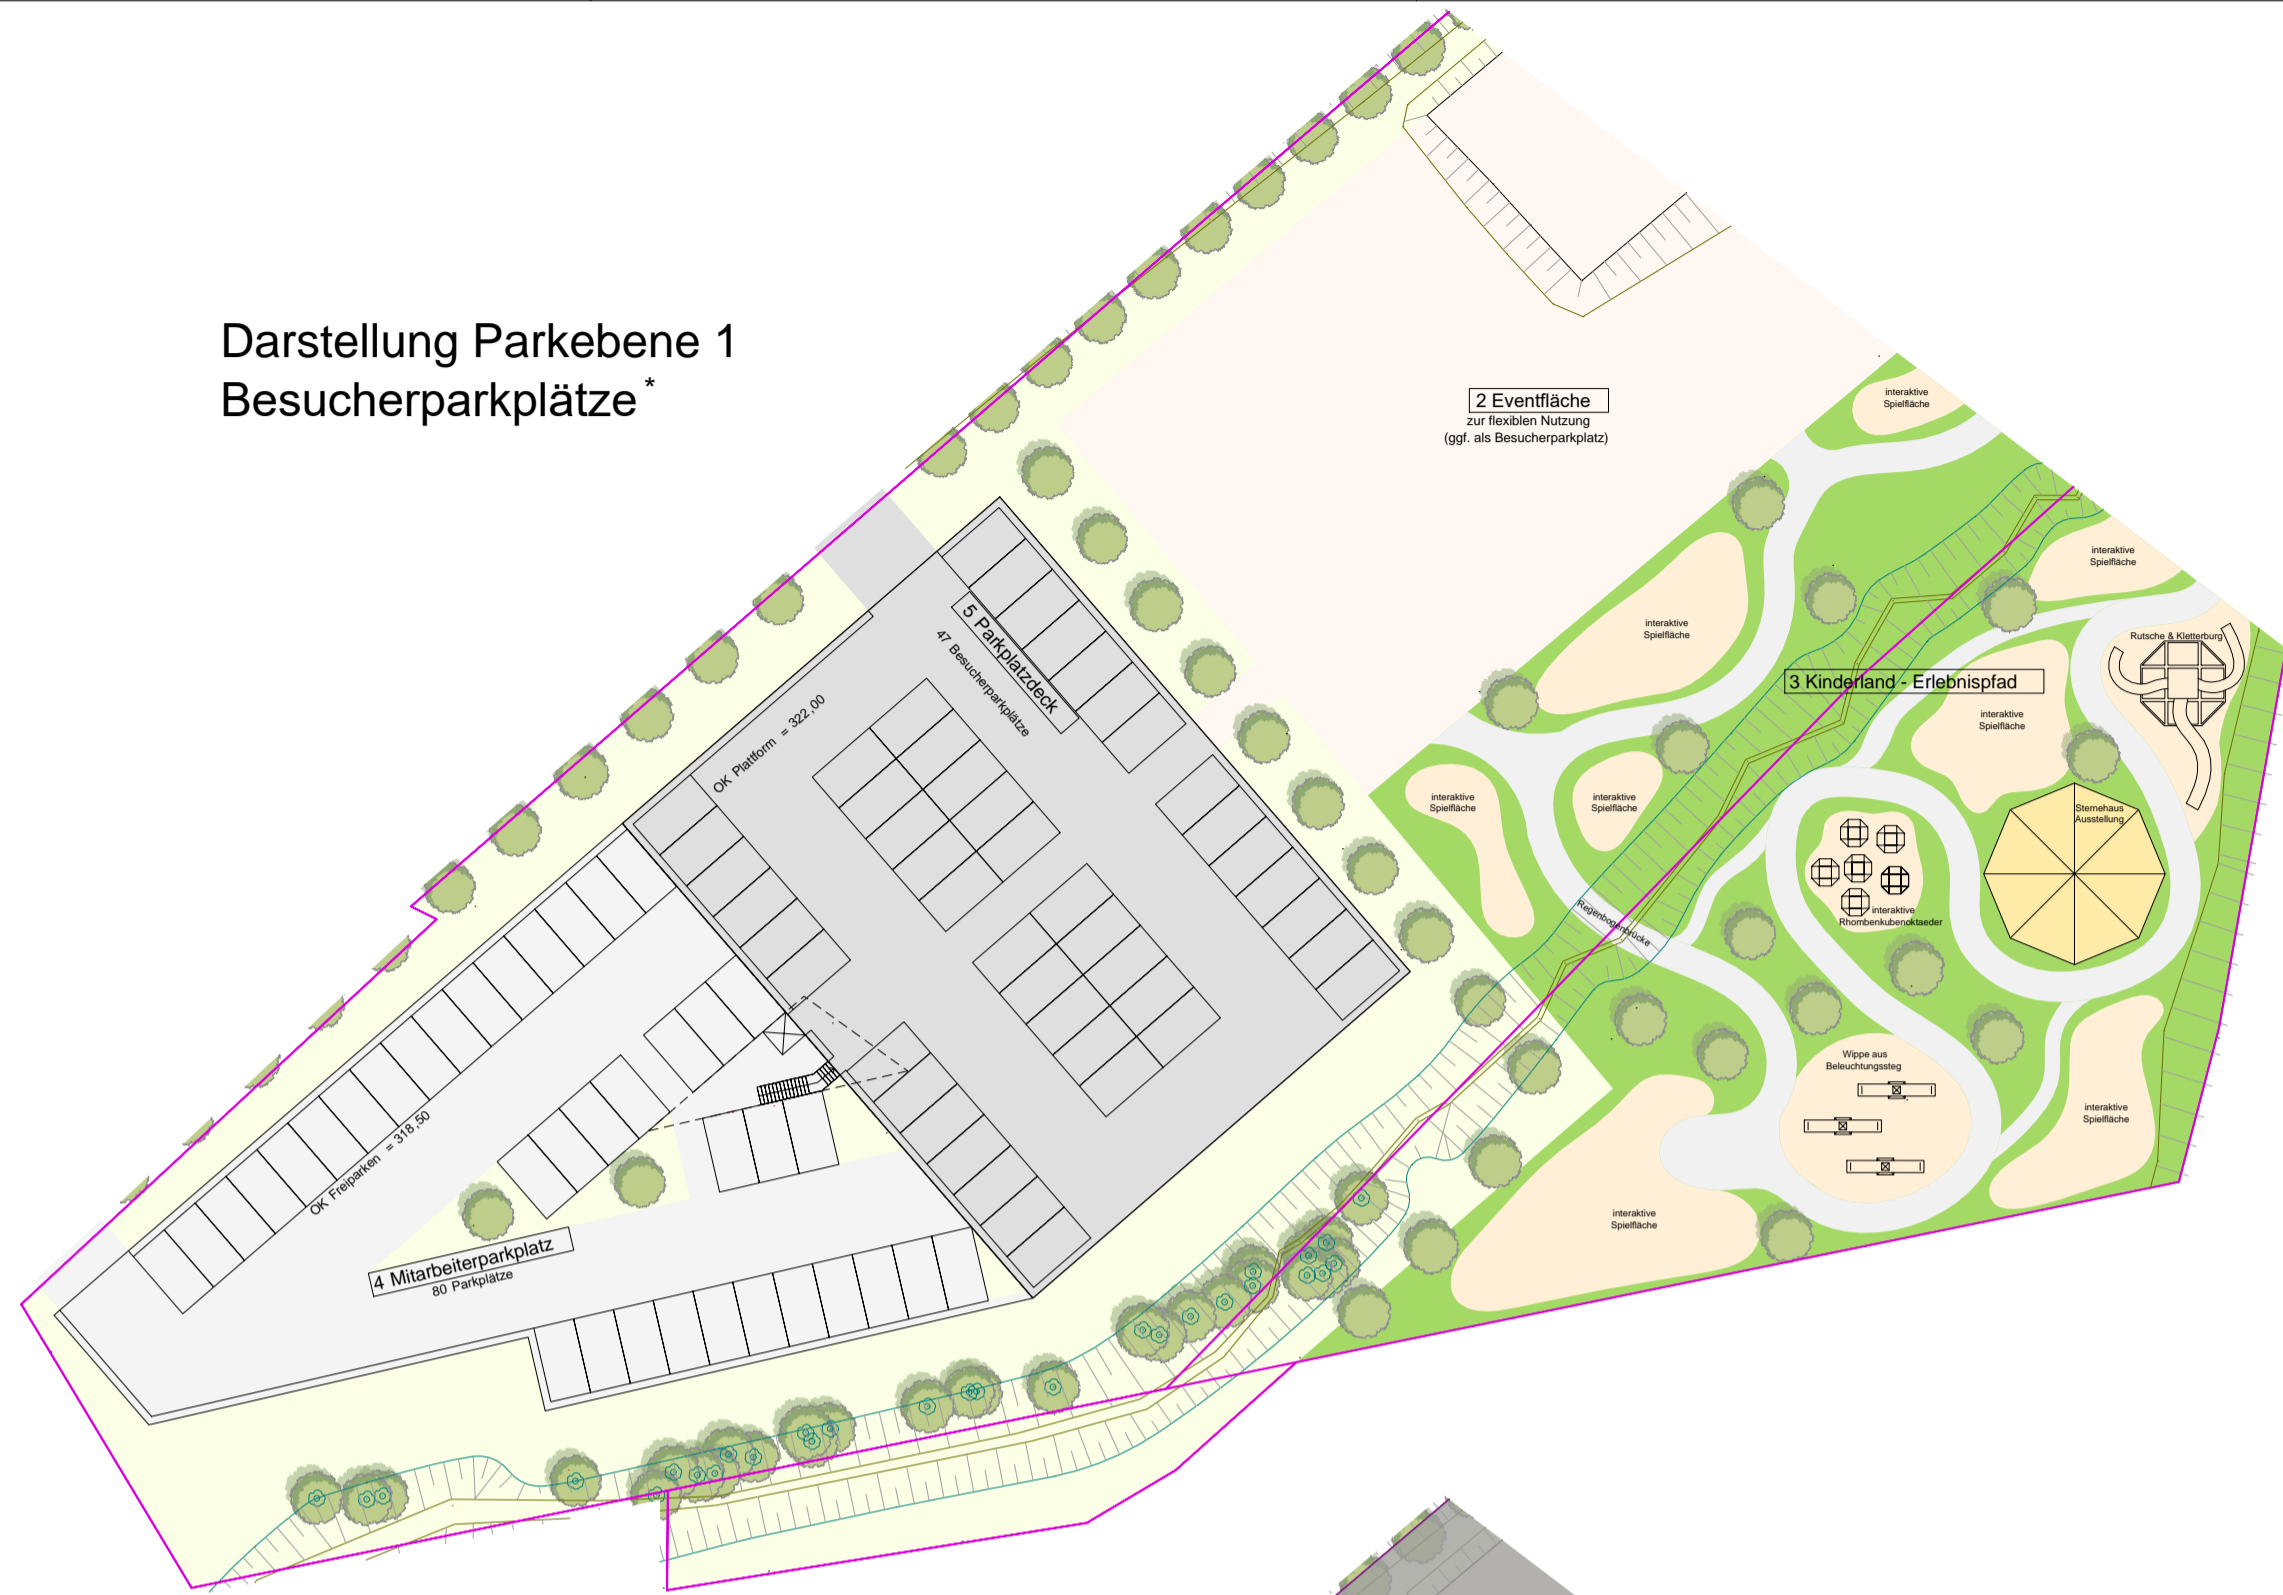 Darstellung Parkebene 1
Besucherparkplätze*
2 Eventfläche
zur flexiblen Nutzung
(ggf. als Besucherparkplatz)
interaktive
Spielfläche
interaktive
Spielfläche
interaktive
Spielfläche
Rutsche & Kletterburg
3 Kinderland - Erlebnispfad
interaktive
Spielfläche
interaktive
Spielfläche
interaktive
Spielfläche
Sternehaus
Ausstellung
interaktive
Rhombenkubenoktaeder
Regenbogenbrücke
Wippe aus
Beleuchtungssteg
interaktive
Spielfläche
interaktive
Spielfläche
5 Parkplatzdeck
47 Besucherparkplätze
OK Plattform = 322,00
OK Freiparken = 318,50
4 Mitarbeiterparkplatz
80 Parkplätze